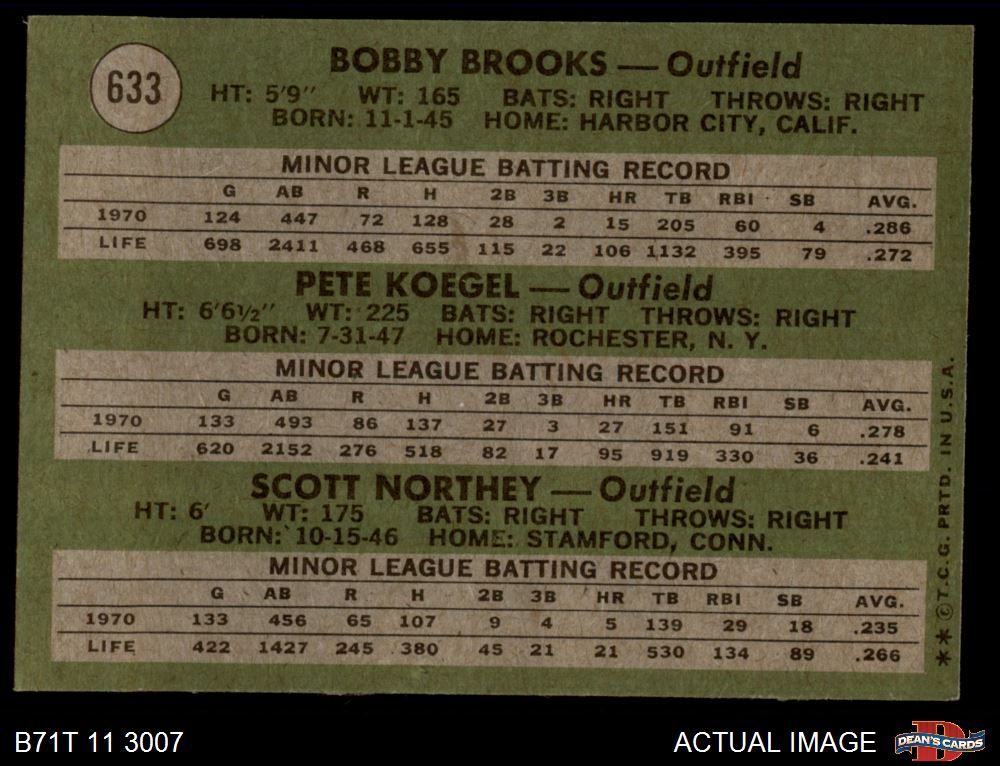 633
BOBBY BROOKS — Outfield
HT: 5'9" WT: 165 BATS: RIGHT THROWS: RIGHT
BORN: 11-1-45 HOME: HARBOR CITY, CALIF.
MINOR LEAGUE BATTING RECORD
G AB R H 2B 3B HR TB RBI SB AVG.
1970 124 447 72 128 28 2 15 205 60 4 .286
LIFE 698 2411 468 655 115 22 106 1132 395 79 .272
PETE KOEGEL — Outfield
HT: 6'6½" WT: 225 BATS: RIGHT THROWS: RIGHT
BORN: 7-31-47 HOME: ROCHESTER, N. Y.
MINOR LEAGUE BATTING RECORD
G AB R H 2B 3B HR TB RBI SB AVG.
1970 133 493 86 137 27 3 27 151 91 6 .278
LIFE 620 2152 276 518 82 17 95 919 330 36 .241
SCOTT NORTHEY — Outfield
HT: 6' WT: 175 BATS: RIGHT THROWS: RIGHT
BORN: 10-15-46 HOME: STAMFORD, CONN.
MINOR LEAGUE BATTING RECORD
G AB R H 2B 3B HR TB RBI SB AVG.
1970 133 456 65 107 9 4 5 139 29 18 .235
LIFE 422 1427 245 380 45 21 21 530 134 89 .266
**©T.C.G. PRTD. IN U.S.A.
B71T 11 3007
ACTUAL IMAGE
DEAN'S CARDS